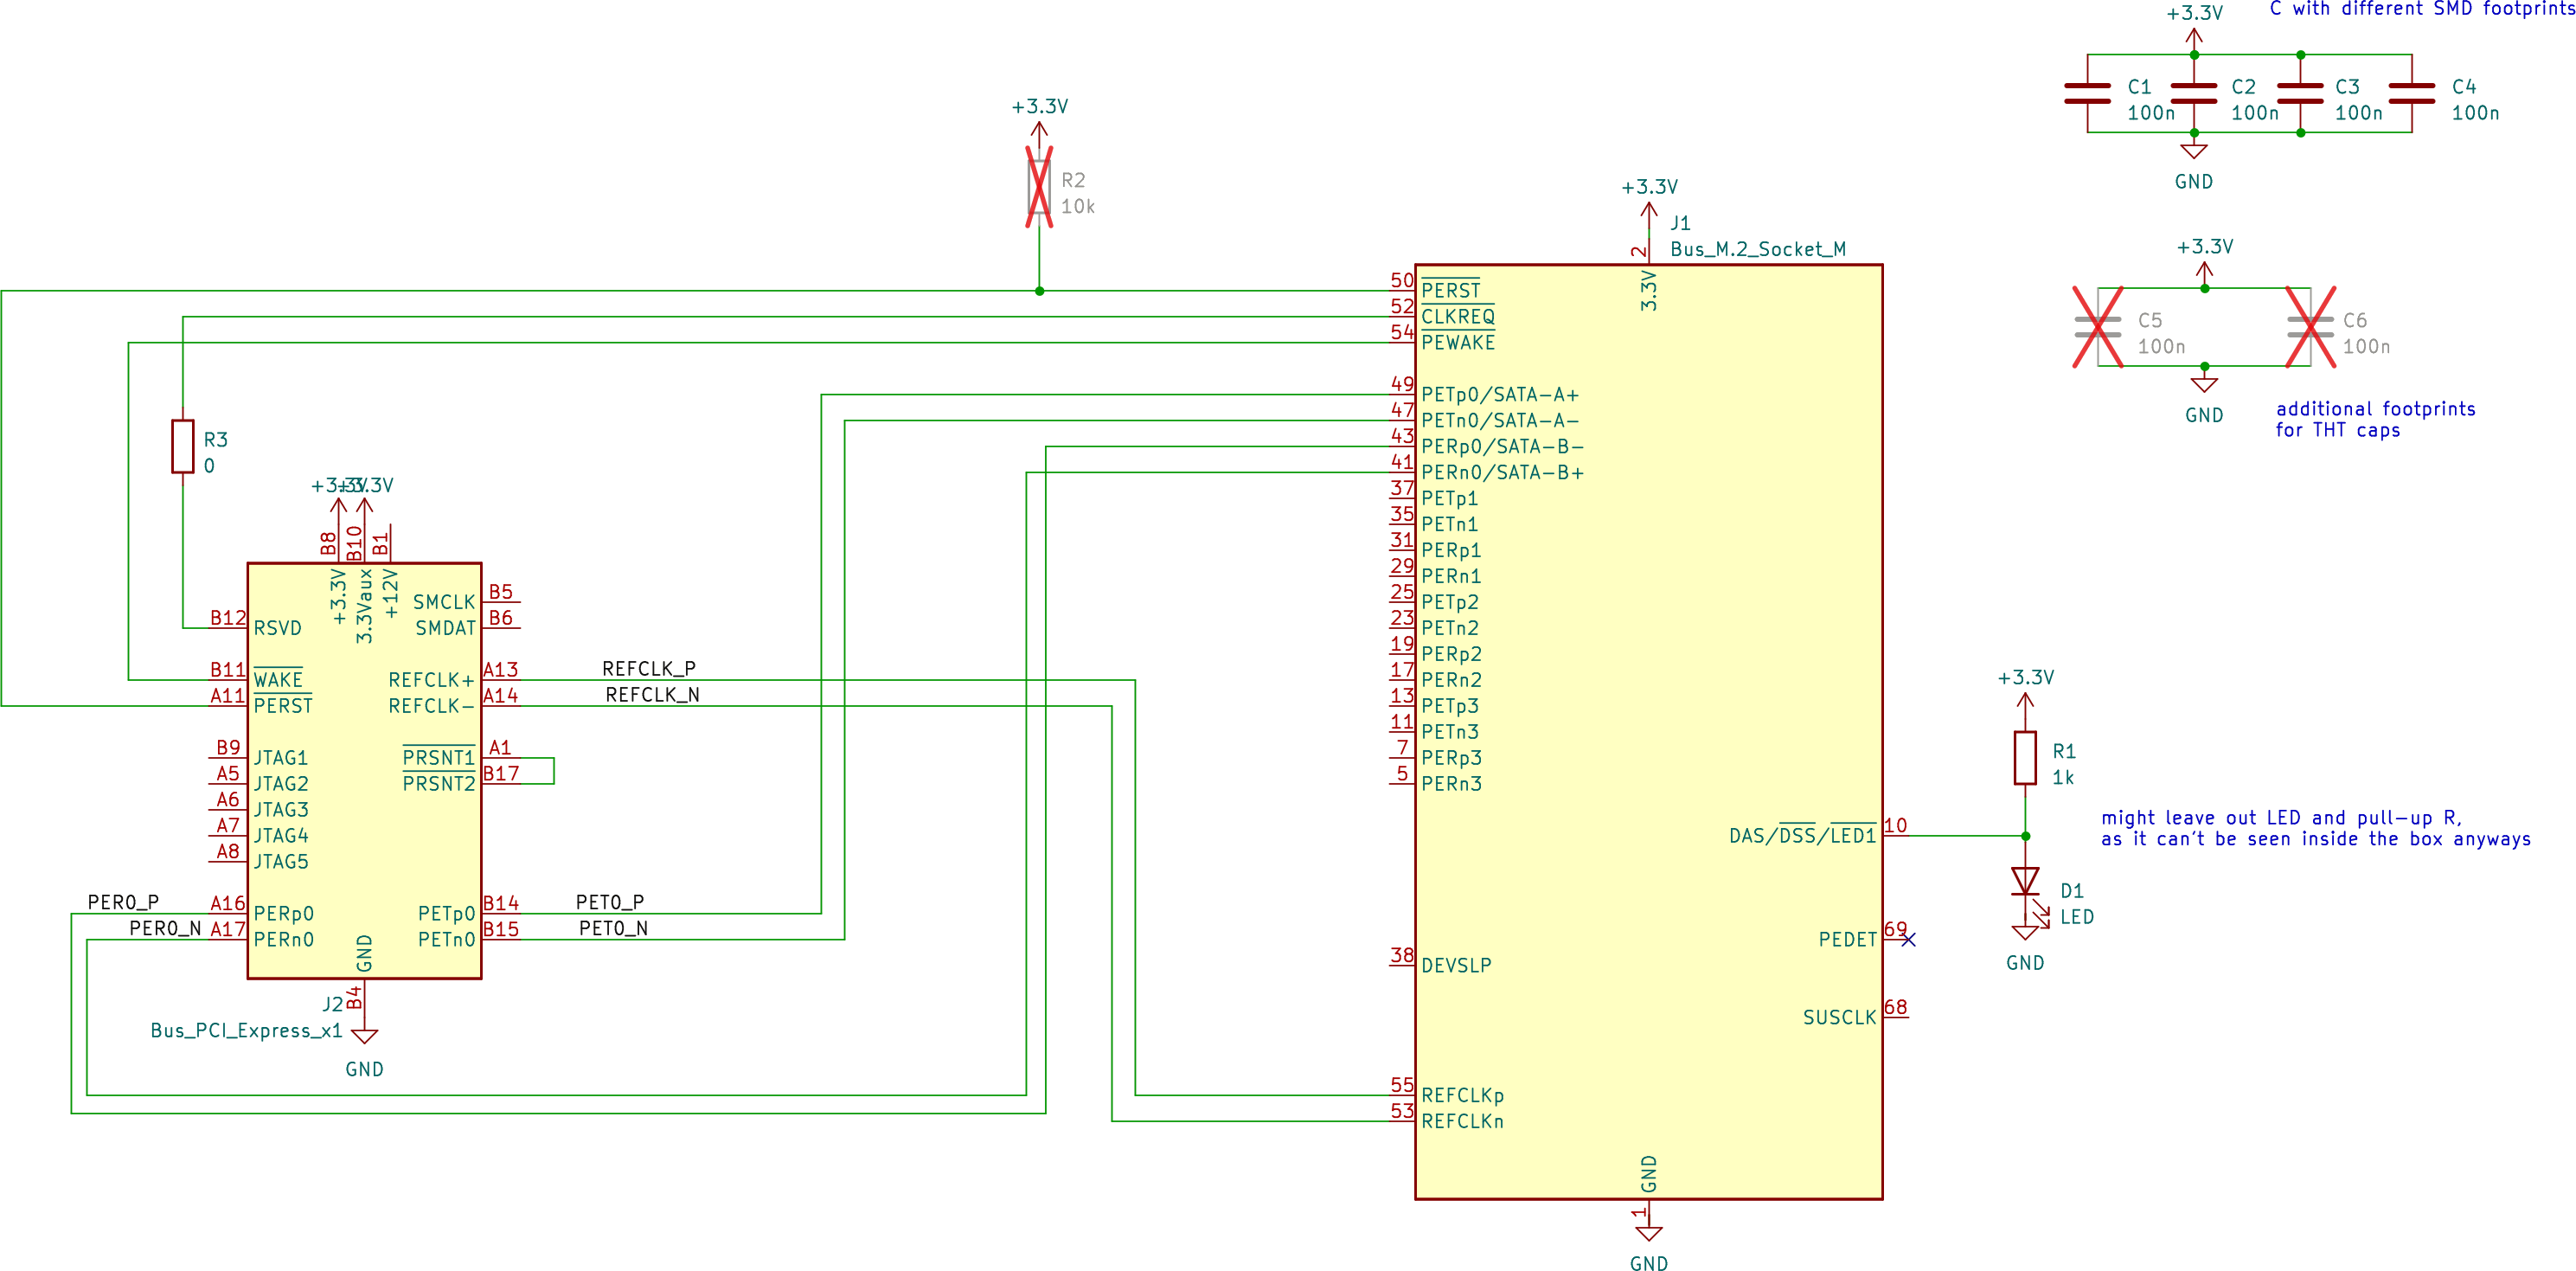 C with different SMD footprints
+3.3V
C1
100n
C2
100n
C3
100n
C4
100n
GND
+3.3V
R2
10k
+3.3V
C5
100n
C6
100n
GND
additional footprints
for THT caps
+3.3V
J1
Bus_M.2_Socket_M
2
3.3V
50 PERST
52 CLKREQ
54 PEWAKE
49 PETp0/SATA-A+
47 PETn0/SATA-A-
43 PERp0/SATA-B-
41 PERn0/SATA-B+
37 PETp1
35 PETn1
31 PERp1
29 PERn1
25 PETp2
23 PETn2
19 PERp2
17 PERn2
13 PETp3
11 PETn3
7 PERp3
5 PERn3
38 DEVSLP
55 REFCLKp
53 REFCLKn
DAS/DSS/LED1 10
PEDET 69
SUSCLK 68
GND
1
GND
R3
0
+3.3V
+3.3V
B8
B10
B1
+3.3V
3.3Vaux
+12V
B12 RSVD
B11 WAKE
A11 PERST
B9 JTAG1
A5 JTAG2
A6 JTAG3
A7 JTAG4
A8 JTAG5
PER0_P A16 PERp0
PER0_N A17 PERn0
SMCLK B5
SMDAT B6
REFCLK+ A13 REFCLK_P
REFCLK- A14 REFCLK_N
PRSNT1 A1
PRSNT2 B17
PETp0 B14 PET0_P
PETn0 B15 PET0_N
GND
B4
J2
Bus_PCI_Express_x1
GND
+3.3V
R1
1k
might leave out LED and pull-up R,
as it can't be seen inside the box anyways
D1
LED
GND